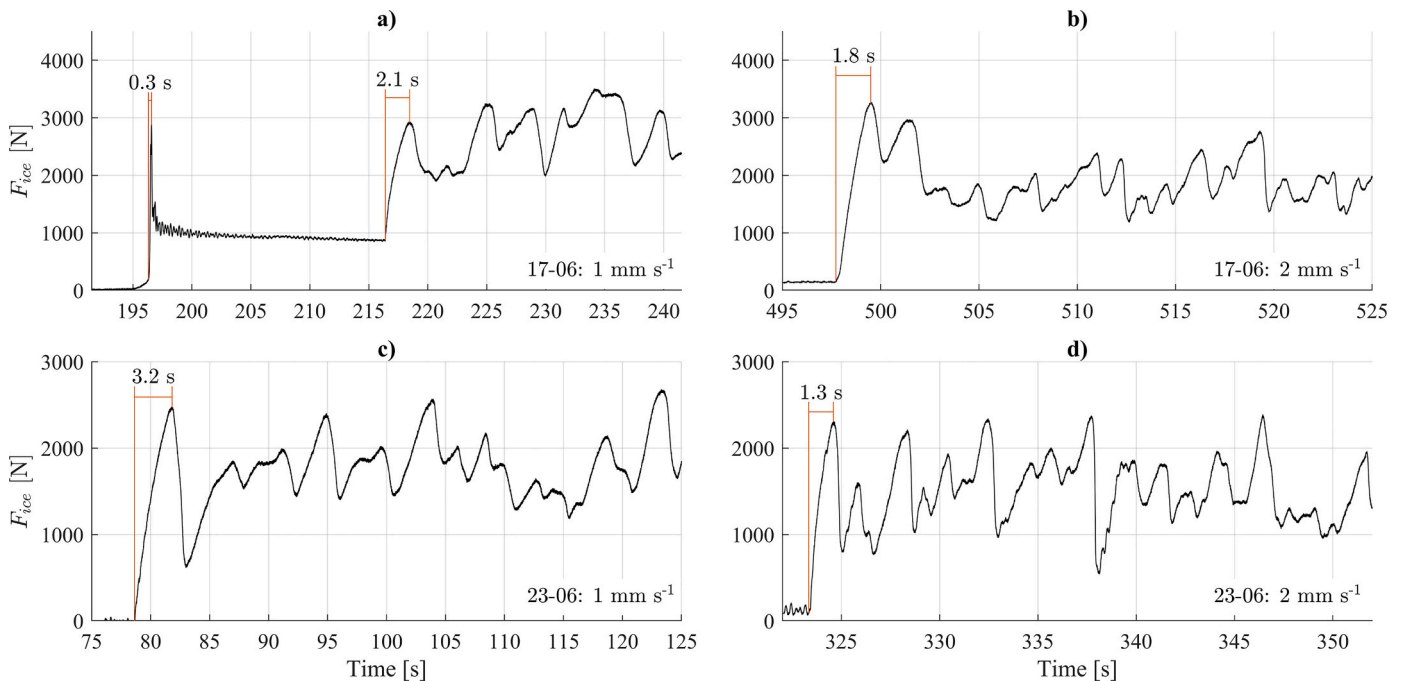 a)
F_ice [N]
4000
3000
2000
1000
0
0.3 s
2.1 s
17-06: 1 mm s-1
195 200 205 210 215 220 225 230 235 240
b)
4000
3000
2000
1000
0
1.8 s
17-06: 2 mm s-1
495 500 505 510 515 520 525
c)
F_ice [N]
3000
2000
1000
0
3.2 s
23-06: 1 mm s-1
75 80 85 90 95 100 105 110 115 120 125
Time [s]
d)
3000
2000
1000
0
1.3 s
23-06: 2 mm s-1
325 330 335 340 345 350
Time [s]